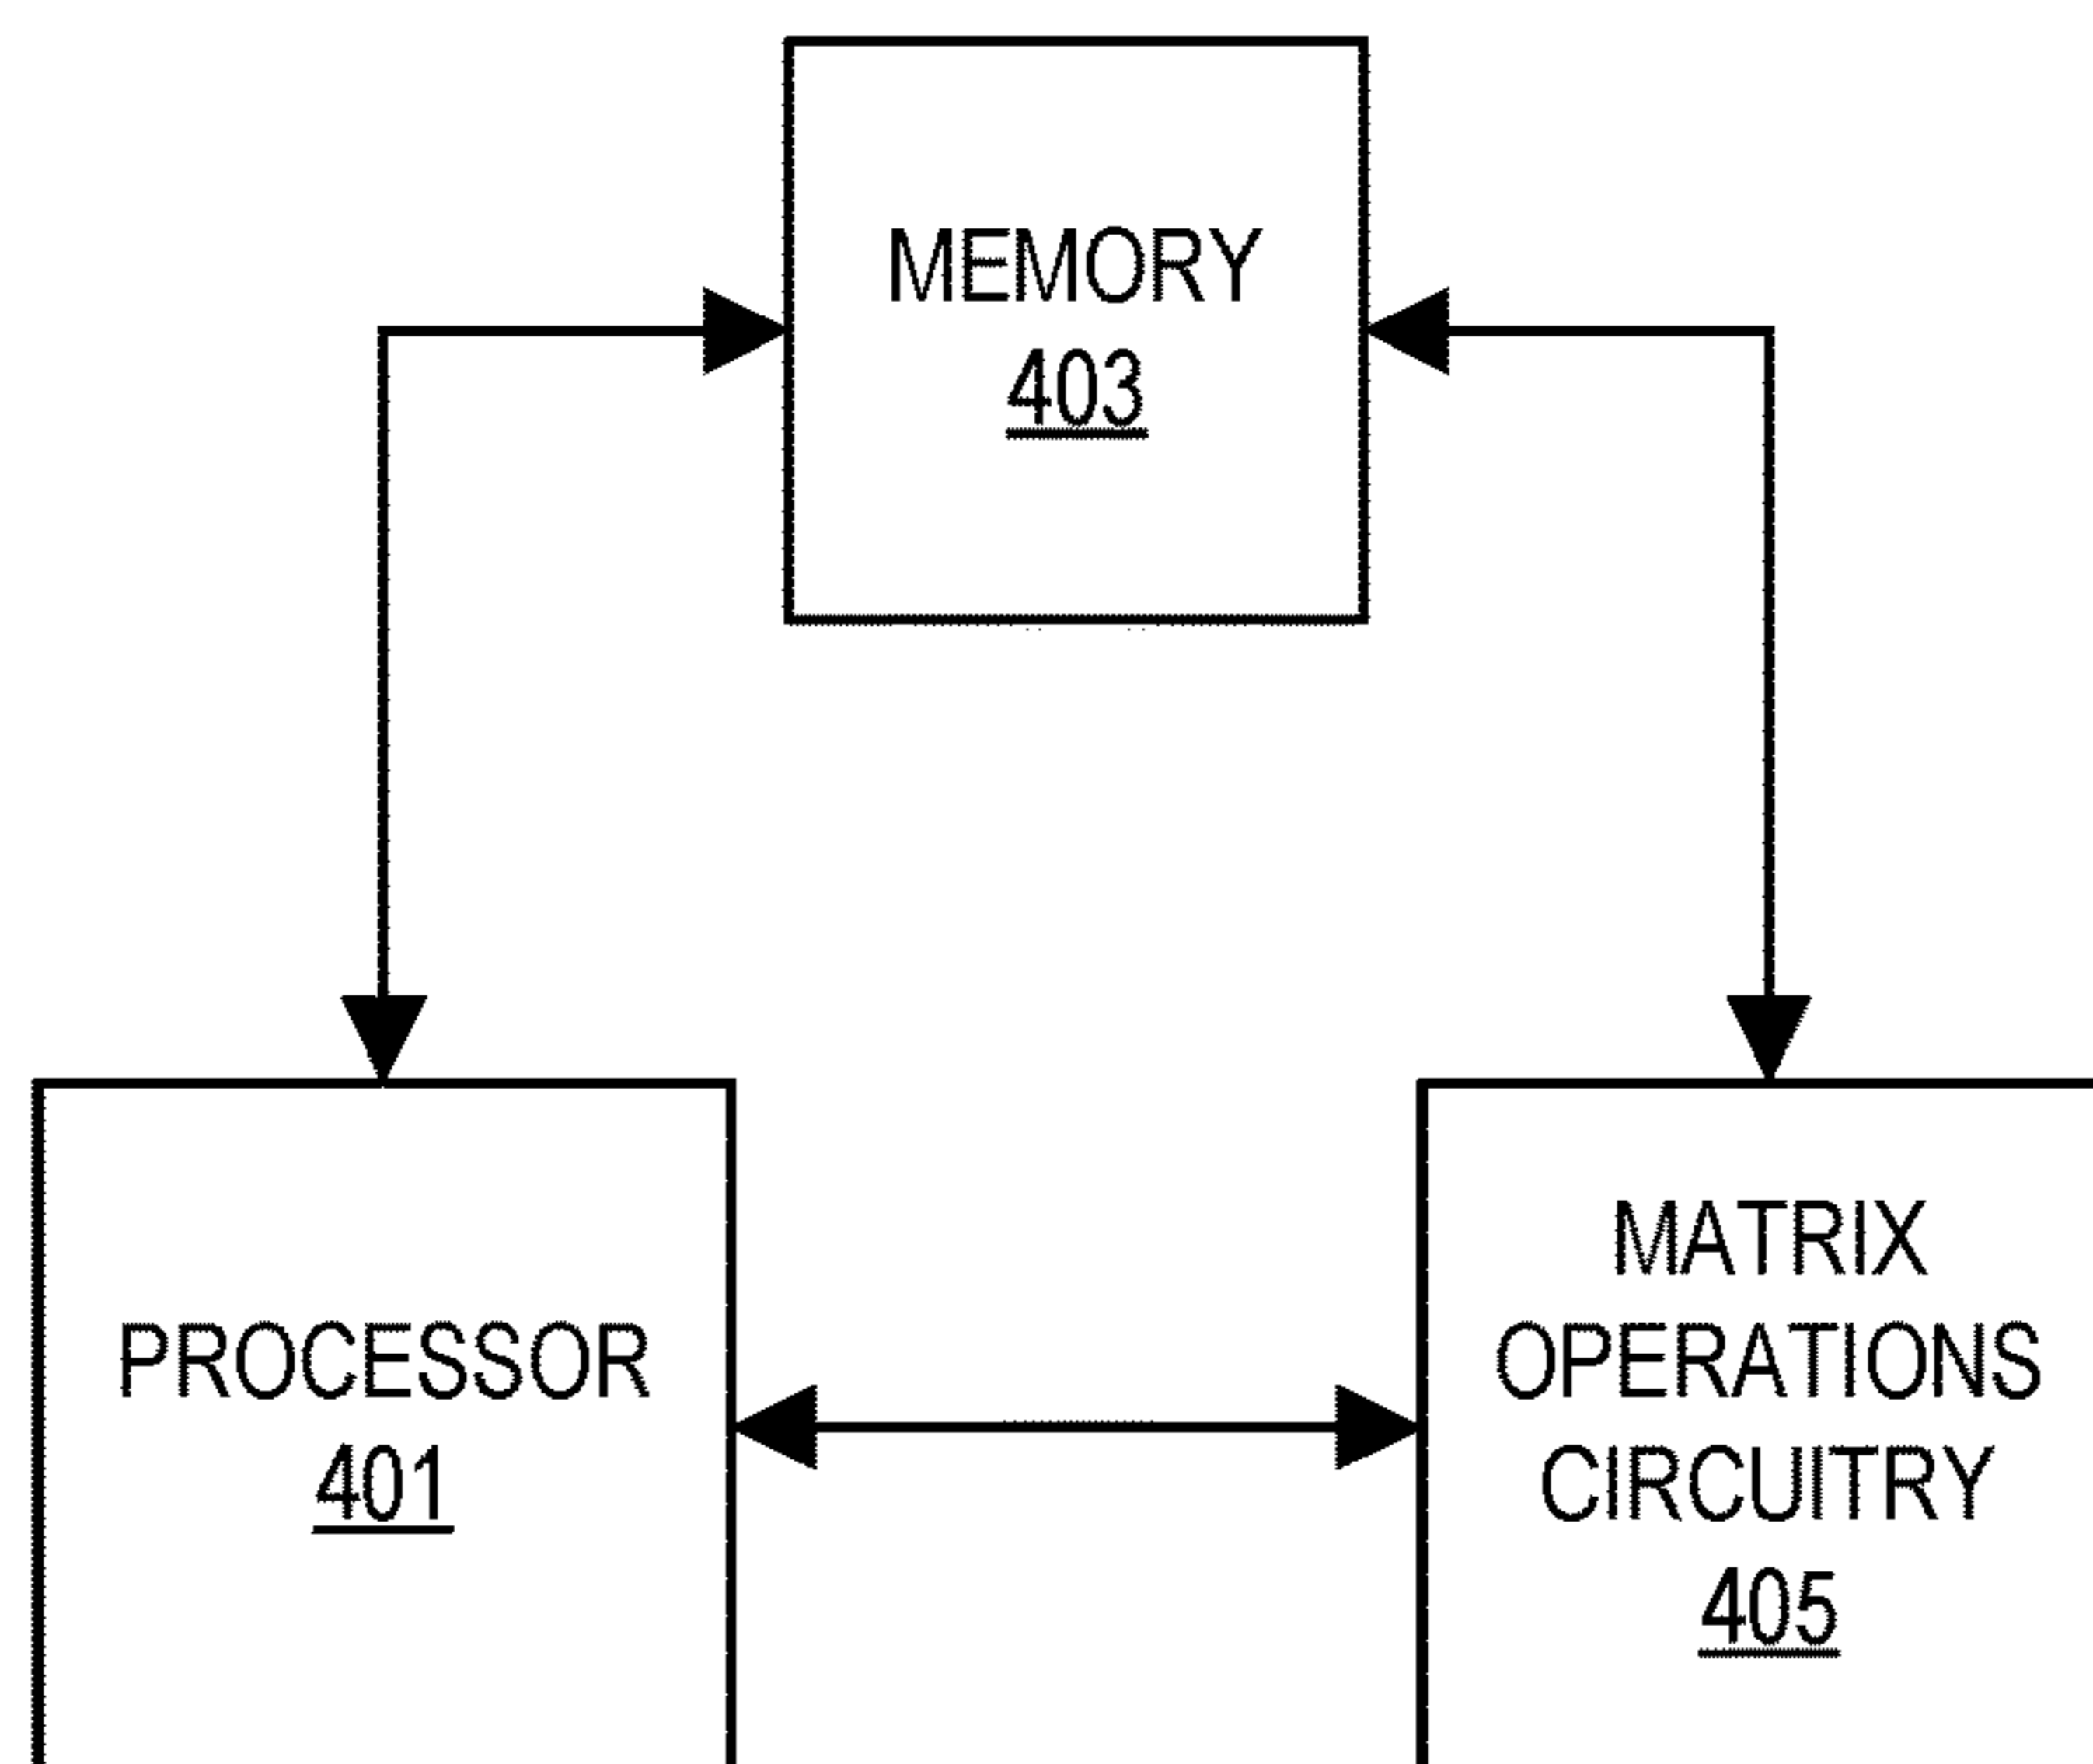 MEMORY
403
PROCESSOR
401
MATRIX
OPERATIONS
CIRCUITRY
405